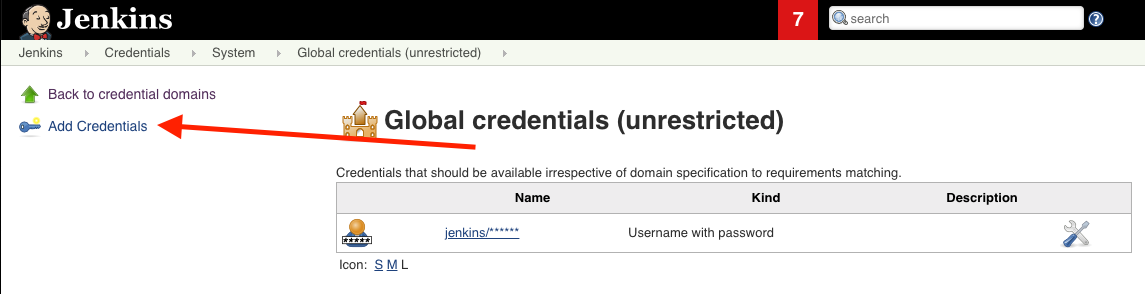 Jenkins
7
search
?
Jenkins Credentials System Global credentials (unrestricted)
Back to credential domains
Add Credentials
Global credentials (unrestricted)
Credentials that should be available irrespective of domain specification to requirements matching.
Name Kind Description
jenkins/****** Username with password
Icon: S M L